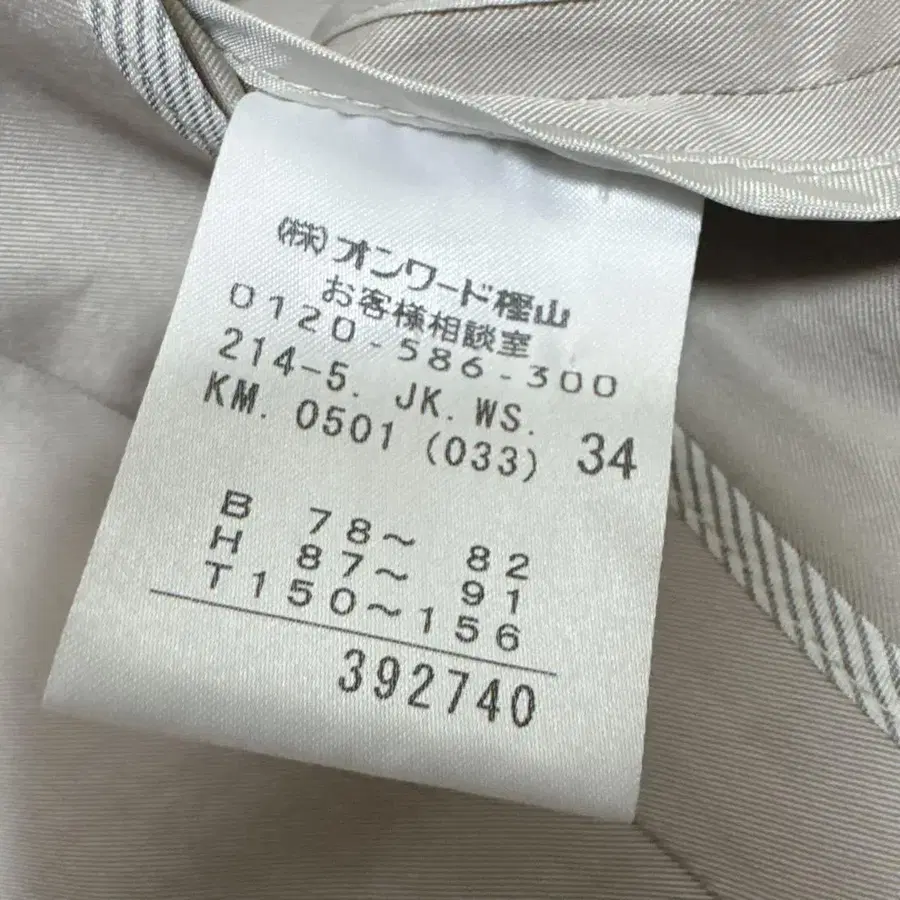 (株)オンワード樫山
お客様相談室
0120-586-300
214-5. JK. WS.
KM. 0501 (033) 34
B 78～ 82
H 87～ 91
T150～156
392740